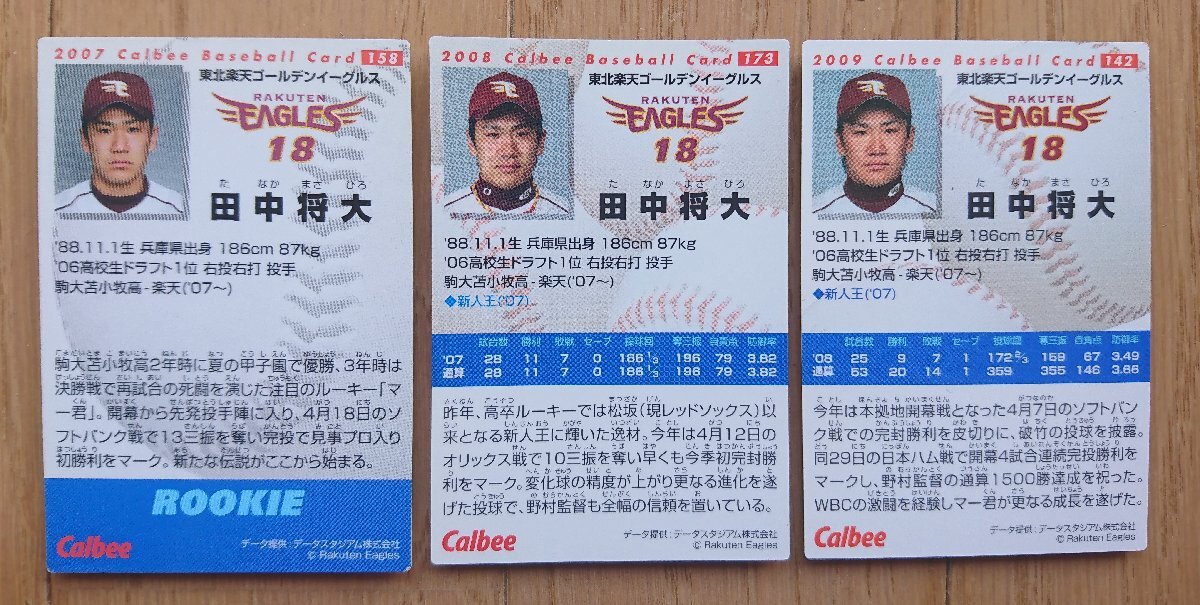 2007 Calbee Baseball Card 158
東北楽天ゴールデンイーグルス
RAKUTEN
EAGLES
18
た なか まさ ひろ
田中将大
'88.11.1生 兵庫県出身 186cm 87kg
'06高校生ドラフト1位 右投右打 投手
駒大苫小牧高-楽天('07〜)
駒大苫小牧高2年時に夏の甲子園で優勝、3年時は
決勝戦で再試合の死闘を演じた注目のルーキー「マ
ー君」。開幕から先発投手陣に入り、4月18日のソ
フトバンク戦で13三振を奪い完投で見事プロ入り
初勝利をマーク。新たな伝説がここから始まる。
ROOKIE
Calbee
データ提供:データスタジアム株式会社
© Rakuten Eagles
2008 Calbee Baseball Card 173
東北楽天ゴールデンイーグルス
RAKUTEN
EAGLES
18
た なか まさ ひろ
田中将大
'88.11.1生 兵庫県出身 186cm 87kg
'06高校生ドラフト1位 右投右打 投手
駒大苫小牧高-楽天('07〜)
◆新人王('07)
試合数 勝利 敗戦 セーブ 投球回 奪三振 自責点 防御率
'07 28 11 7 0 186 1/3 196 79 3.82
通算 28 11 7 0 186 1/3 196 79 3.82
昨年、高卒ルーキーでは松坂(現レッドソックス)以
来となる新人王に輝いた逸材。今年は4月12日の
オリックス戦で10三振を奪い早くも今季初完封勝
利をマーク。変化球の精度が上がり更なる進化を遂
げた投球で、野村監督も全幅の信頼を置いている。
Calbee
データ提供:データスタジアム株式会社
© Rakuten Eagles
2009 Calbee Baseball Card 142
東北楽天ゴールデンイーグルス
RAKUTEN
EAGLES
18
た なか まさ ひろ
田中将大
'88.11.1生 兵庫県出身 186cm 87kg
'06高校生ドラフト1位 右投右打 投手
駒大苫小牧高-楽天('07〜)
◆新人王('07)
試合数 勝利 敗戦 セーブ 投球回 奪三振 自責点 防御率
'08 25 9 7 1 172 2/3 159 67 3.49
通算 53 20 14 1 359 355 146 3.66
今年は本拠地開幕戦となった4月7日のソフトバン
ク戦での完封勝利を皮切りに、破竹の投球を披露。
同29日の日本ハム戦で開幕4試合連続完投勝利を
マークし、野村監督の通算1500勝達成を祝った。
WBCの激闘を経験しマー君が更なる成長を遂げた。
Calbee
データ提供:データスタジアム株式会社
© Rakuten Eagles